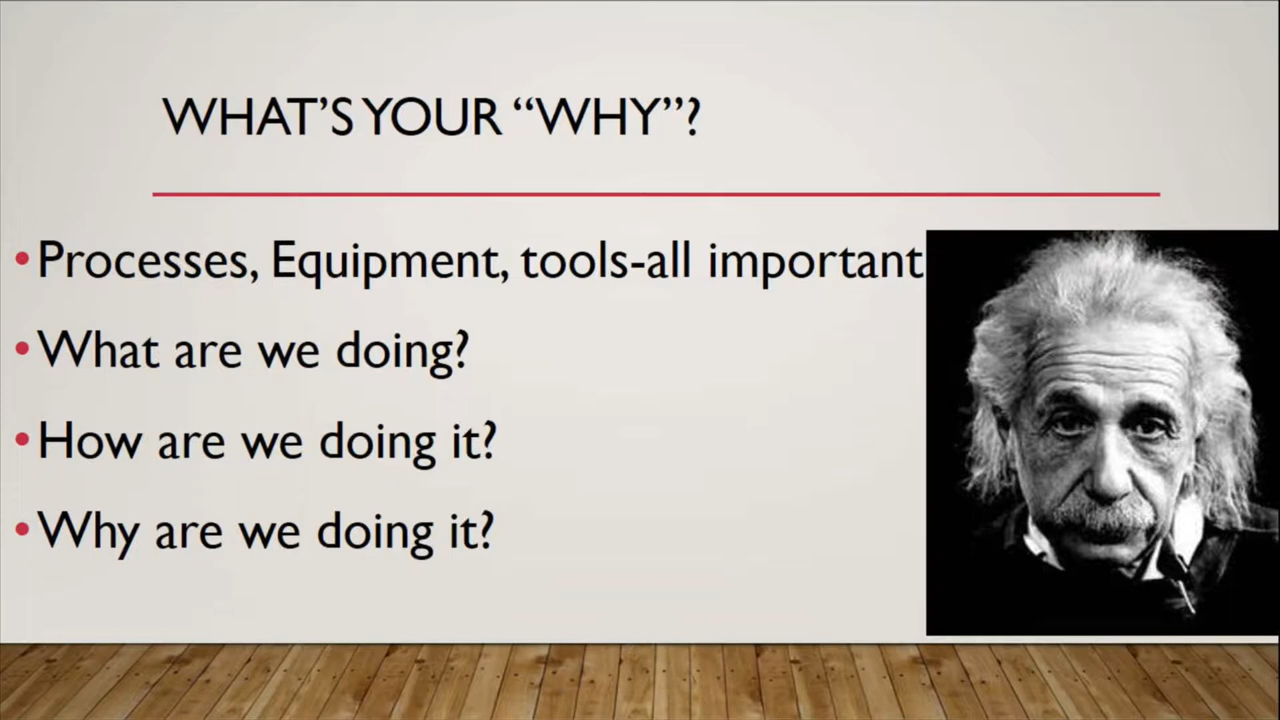 WHAT'S YOUR “WHY”?
•Processes, Equipment, tools-all important
•What are we doing?
•How are we doing it?
•Why are we doing it?